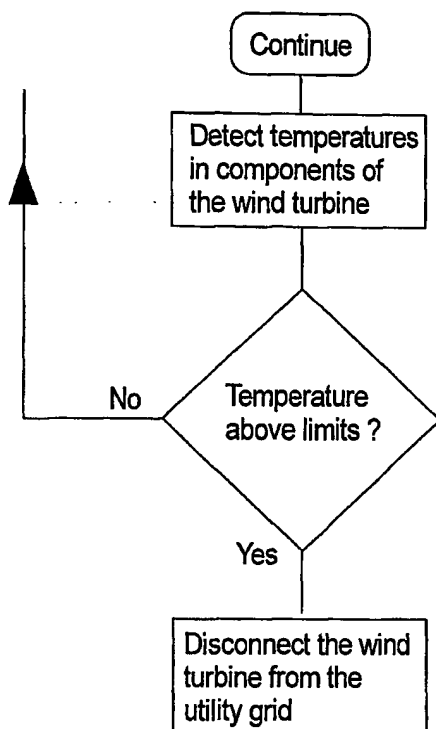 Continue
Detect temperatures
in components of
the wind turbine
No
Temperature
above limits ?
Yes
Disconnect the wind
turbine from the
utility grid